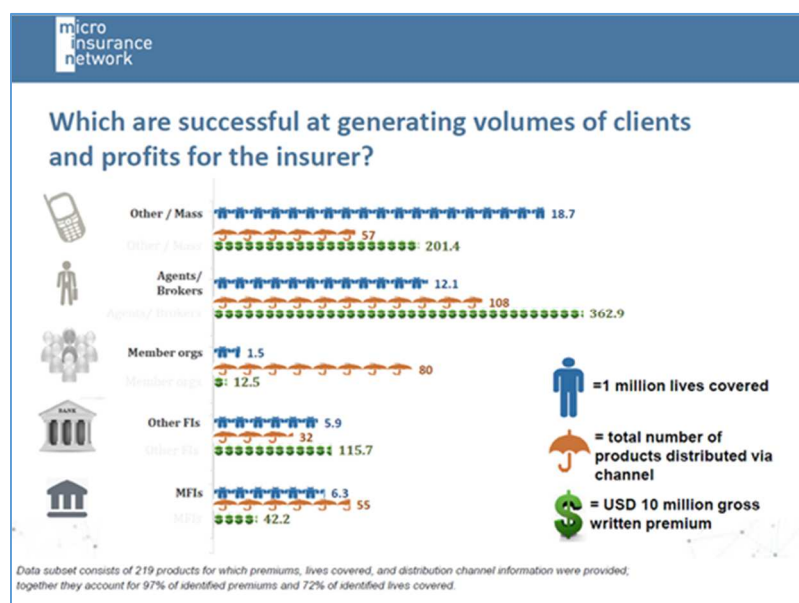 micro
insurance
network
Which are successful at generating volumes of clients
and profits for the insurer?
Other / Mass
18.7
57
Other / Mass
201.4
Agents/
Brokers
12.1
108
Agents/ Brokers
362.9
Member orgs
1.5
80
Member orgs
12.5
BANK
Other FIs
5.9
32
Other FIs
115.7
MFIs
6.3
55
MFIs
42.2
=1 million lives covered
= total number of
products distributed via
channel
= USD 10 million gross
written premium
Data subset consists of 219 products for which premiums, lives covered, and distribution channel information were provided;
together they account for 97% of identified premiums and 72% of identified lives covered.